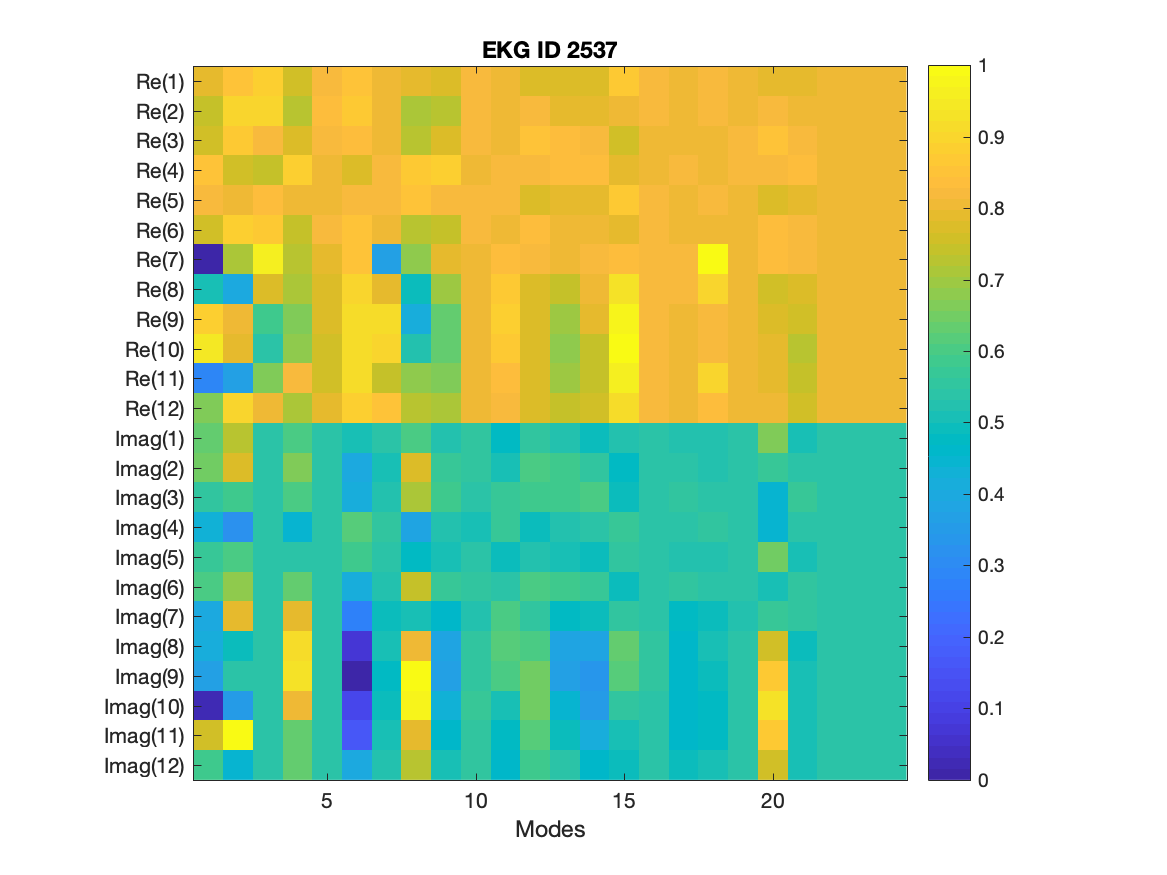 EKG ID 2537
Re(1)
Re(2)
Re(3)
Re(4)
Re(5)
Re(6)
Re(7)
Re(8)
Re(9)
Re(10)
Re(11)
Re(12)
Imag(1)
Imag(2)
Imag(3)
Imag(4)
Imag(5)
Imag(6)
Imag(7)
Imag(8)
Imag(9)
Imag(10)
Imag(11)
Imag(12)
5 10 15 20
Modes
1
0.9
0.8
0.7
0.6
0.5
0.4
0.3
0.2
0.1
0